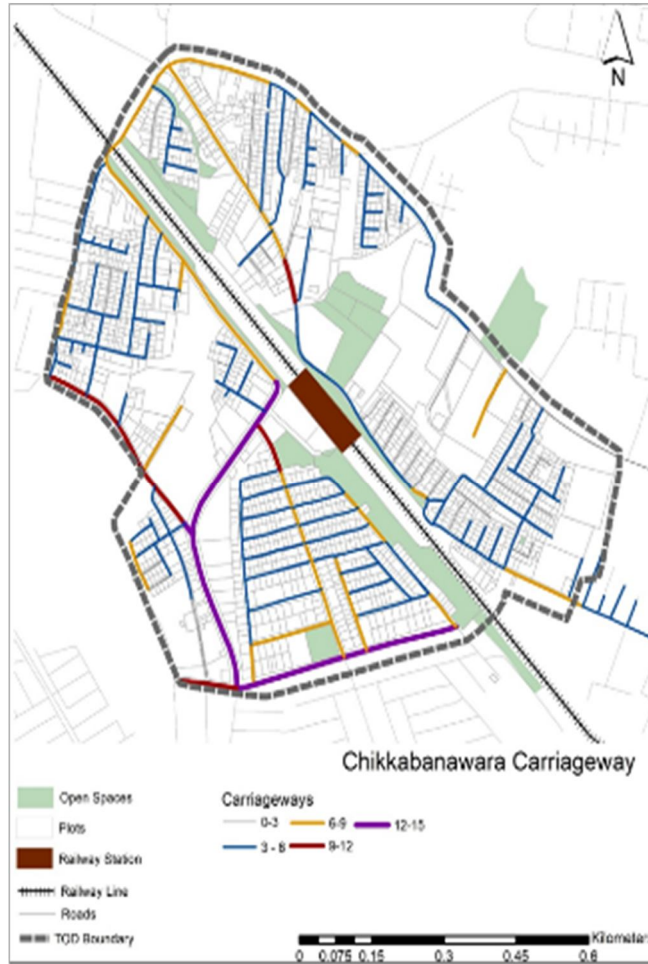 N
Chikkabanawara Carriageway
Open Spaces
Plots
Railway Station
Railway Line
Roads
TOD Boundary
Carriageways
0-3
3 - 6
6-9
9-12
12-15
Kilometers
0 0.075 0.15 0.3 0.45 0.6